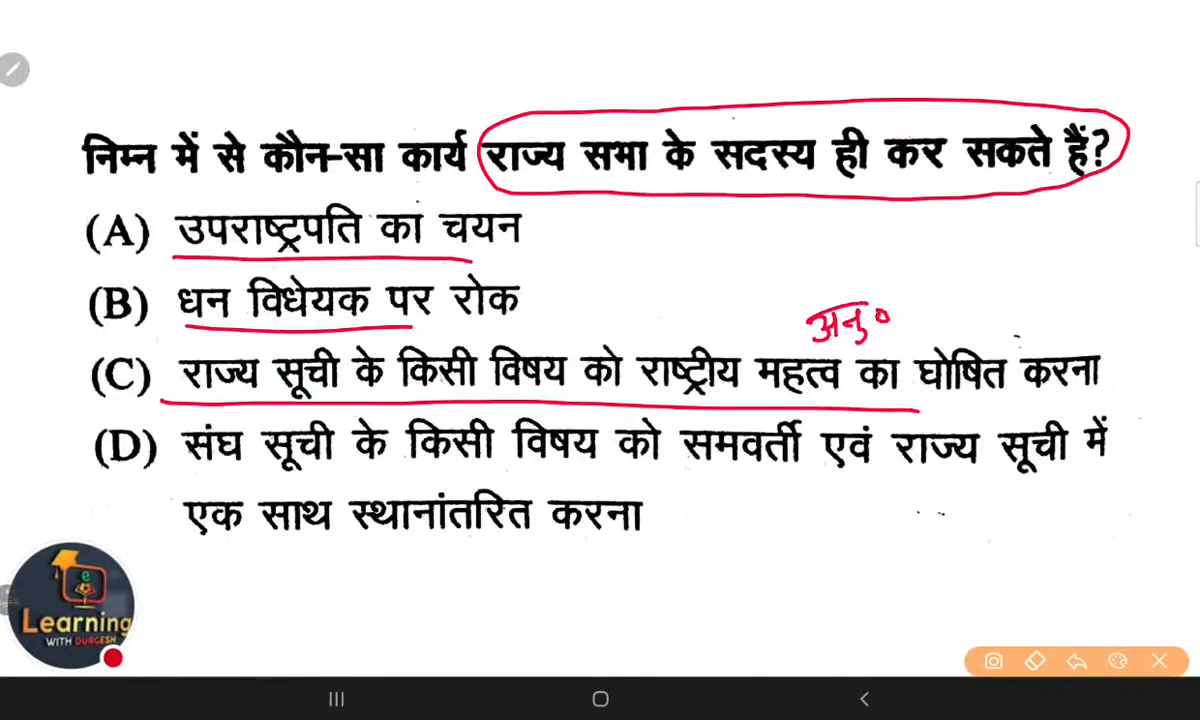 निम्न में से कौन-सा कार्य राज्य सभा के सदस्य ही कर सकते हैं?
(A) उपराष्ट्रपति का चयन
(B) धन विधेयक पर रोक
अनु०
(C) राज्य सूची के किसी विषय को राष्ट्रीय महत्व का घोषित करना
(D) संघ सूची के किसी विषय को समवर्ती एवं राज्य सूची में
एक साथ स्थानांतरित करना
e
Learning
WITH DURGESH